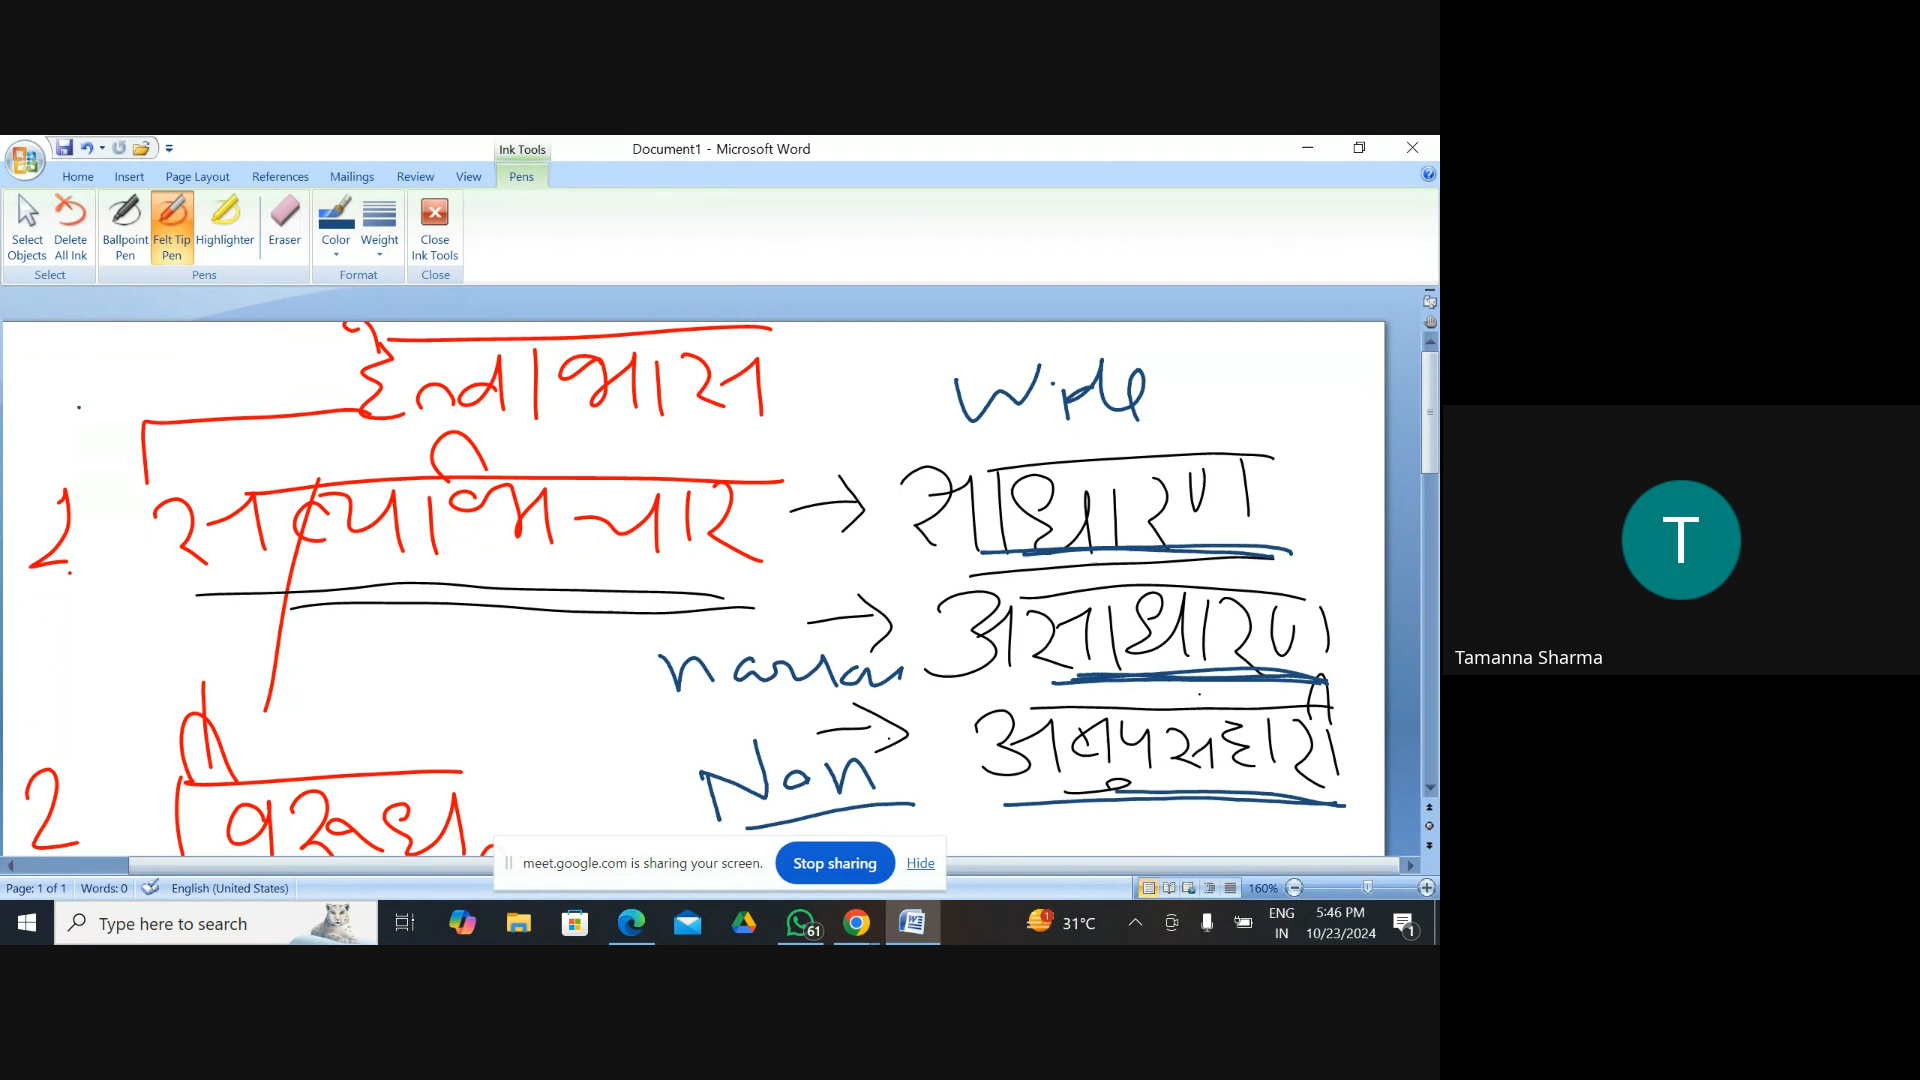 Ink Tools
Document1 - Microsoft Word
Home Insert Page Layout References Mailings Review View Pens
Select Objects
Delete All Ink
Ballpoint Pen
Felt Tip Pen
Highlighter
Eraser
Color
Weight
Close Ink Tools
Select Pens Format Close
हेत्वाभास
Wide
1. सव्याभिचार → साधारण
→ असाधारण
narrow
→ अनुपसंहारी
Non
2 विरुद्ध
meet.google.com is sharing your screen. Stop sharing Hide
Page: 1 of 1 Words: 0 English (United States) 160%
Type here to search
61
1
31°C
ENG
IN
5:46 PM
10/23/2024
1
T
Tamanna Sharma